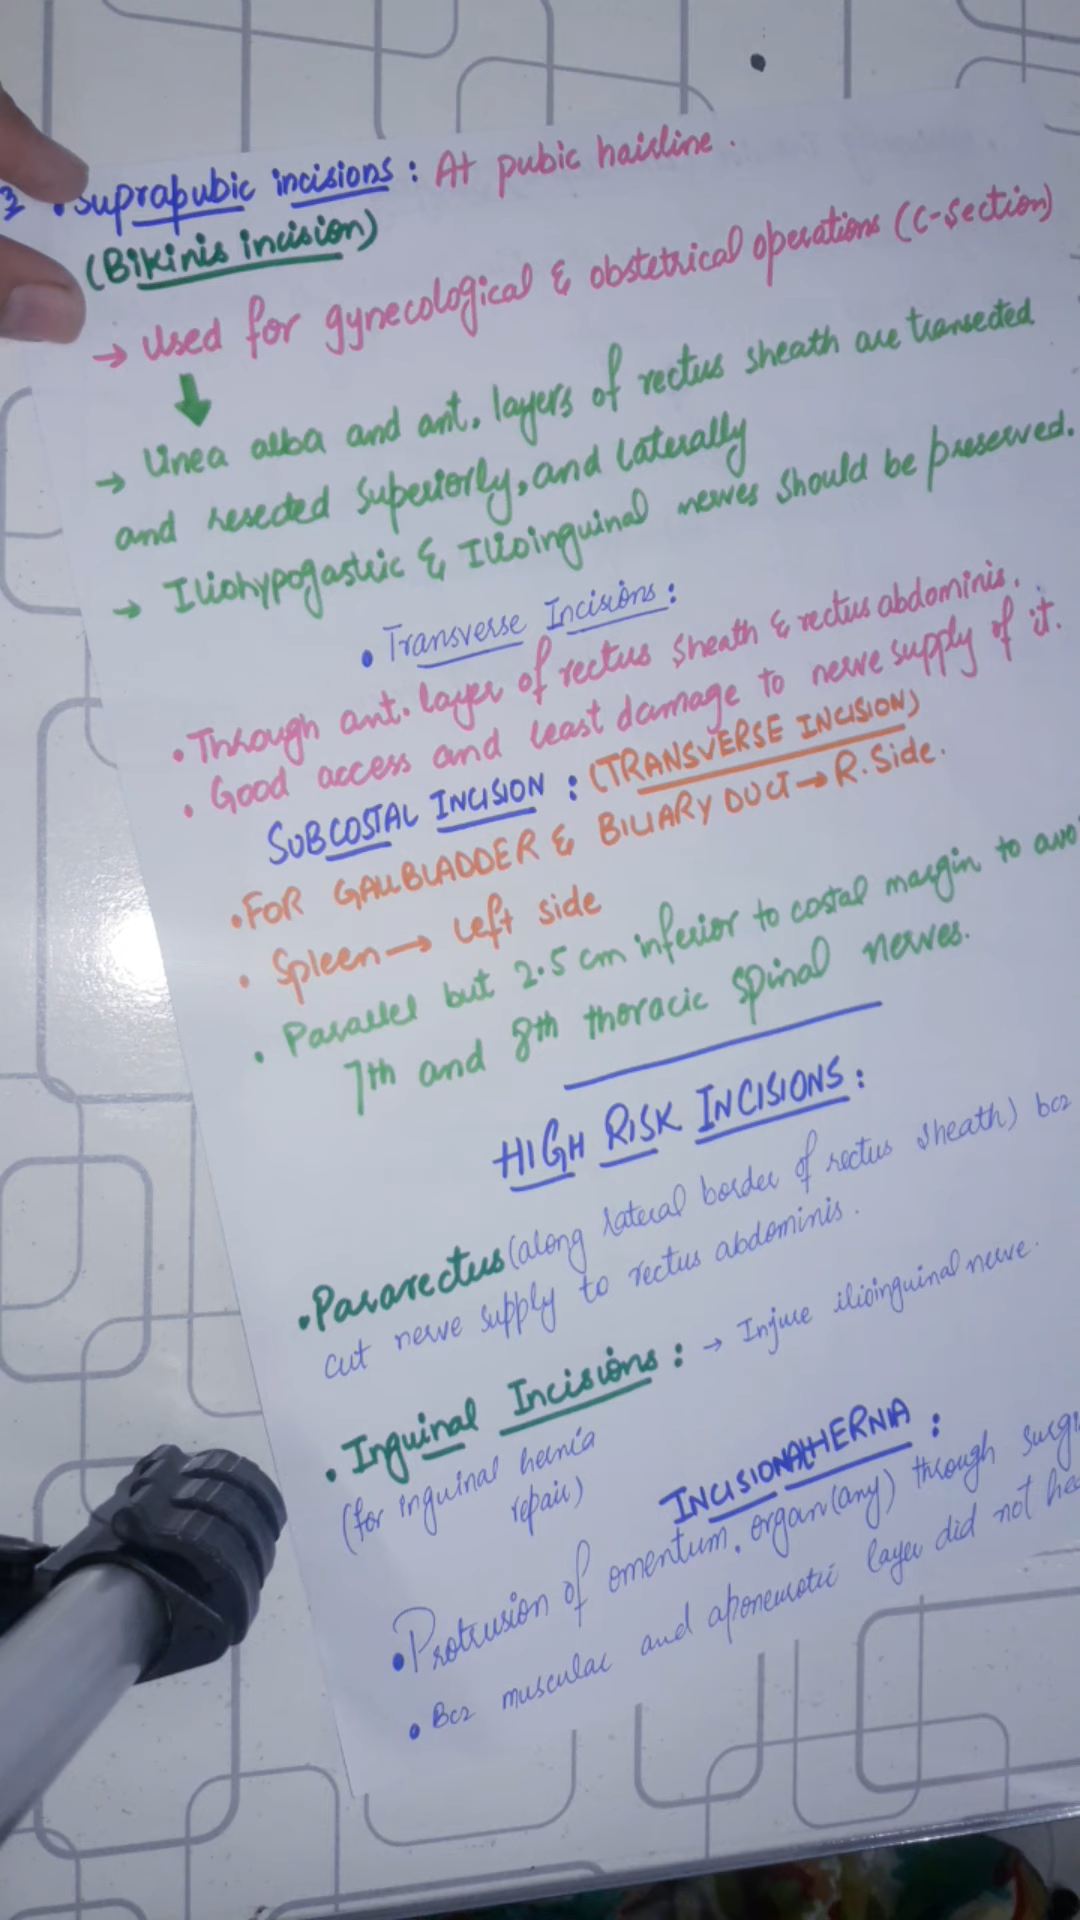 • Suprapubic incisions : At pubic hairline .
(Bikinis incision)
→ Used for gynecological & obstetrical operations (C-section)
→ Linea alba and ant. layers of rectus sheath are transected
and resected superiorly, and laterally
→ Iliohypogastric & Ilioinguinal nerves should be preserved.
• Transverse Incisions :
• Through ant. layer of rectus sheath & rectus abdominis.
• Good access and least damage to nerve supply of it.
SUBCOSTAL INCISION : (TRANSVERSE INCISION)
• FOR GALLBLADDER & BILIARY DUCT → R. Side.
• Spleen → Left side
• Parallel but 2.5 cm inferior to costal margin to avo
7th and 8th thoracic spinal nerves.
HIGH RISK INCISIONS :
• Pararectus (along lateral border of rectus sheath) bcz
cut nerve supply to rectus abdominis .
• Inguinal Incisions : → Injure ilioinguinal nerve .
(for inguinal hernia
repair)
INCISIONAL HERNIA :
• Protrusion of omentum, organ (any) through surgi
• Bcz muscular and aponeurotic layer did not hea